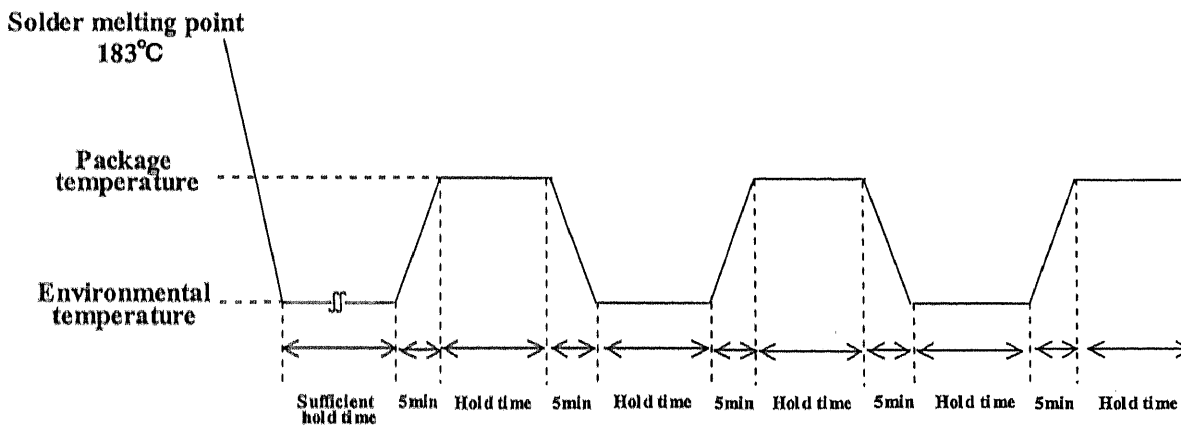 Solder melting point
183℃
Package
temperature
Environmental
temperature
Sufficient
hold time
5min
Hold time
5min
Hold time
5min
Hold time
5min
Hold time
5min
Hold time